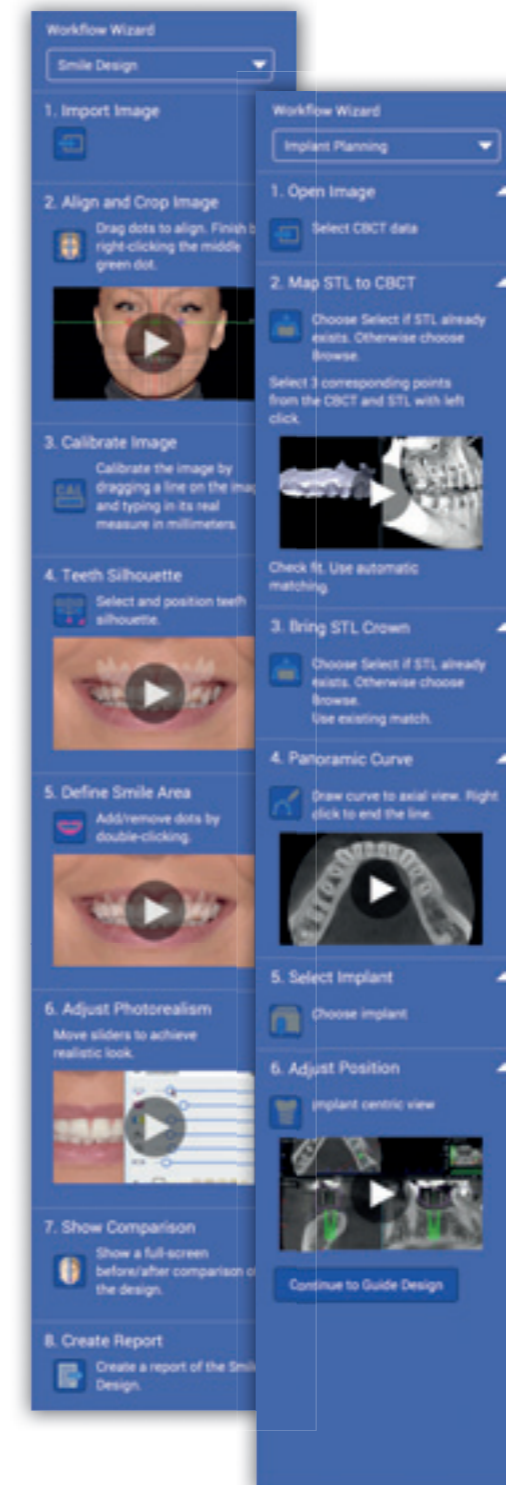 Workflow Wizard
Smile Design
1. Import Image
2. Align and Crop Image
Drag dots to align. Finish b
right-clicking the middle
green dot.
3. Calibrate Image
CAL
Calibrate the image by
dragging a line on the imag
and typing in its real
measure in millimeters.
4. Teeth Silhouette
Select and position teeth
silhouette.
5. Define Smile Area
Add/remove dots by
double-clicking.
6. Adjust Photorealism
Move sliders to achieve
realistic look.
7. Show Comparison
Show a full-screen
before/after comparison of
the design.
8. Create Report
Create a report of the Smil
Design.
Workflow Wizard
Implant Planning
1. Open Image
Select CBCT data
2. Map STL to CBCT
Choose Select if STL already
exists. Otherwise choose
Browse.
Select 3 corresponding points
from the CBCT and STL with left
click.
Check fit. Use automatic
matching.
3. Bring STL Crown
Choose Select if STL already
exists. Otherwise choose
Browse.
Use existing match.
4. Panoramic Curve
Draw curve to axial view. Right
click to end the line.
5. Select Implant
Choose implant
6. Adjust Position
Implant centric view
Continue to Guide Design